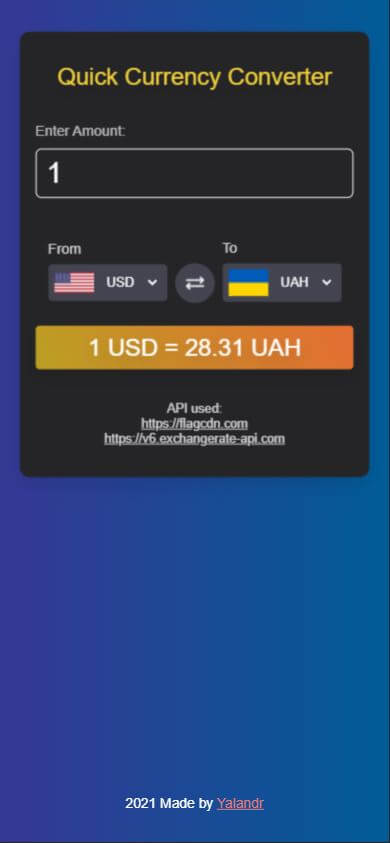 Quick Currency Converter
Enter Amount:
1
From
To
USD
UAH
1 USD = 28.31 UAH
API used:
https://flagcdn.com
https://v6.exchangerate-api.com
2021 Made by Yalandr